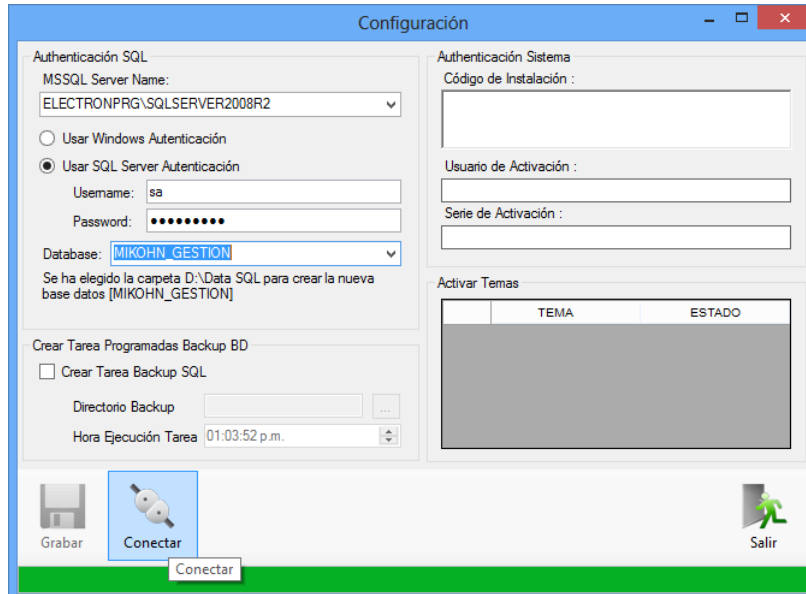 Configuración
Authenticación SQL
MSSQL Server Name:
ELECTRONPRG\SQLSERVER2008R2
Usar Windows Autenticación
Usar SQL Server Autenticación
Username: sa
Password: •••••••••
Database: MIKOHN_GESTION
Se ha elegido la carpeta D:\Data SQL para crear la nueva
base datos [MIKOHN_GESTION]
Crear Tarea Programadas Backup BD
Crear Tarea Backup SQL
Directorio Backup ...
Hora Ejecución Tarea 01:03:52 p.m.
Authenticación Sistema
Código de Instalación :
Usuario de Activación :
Serie de Activación :
Activar Temas
TEMA ESTADO
Grabar
Conectar
Salir
Conectar